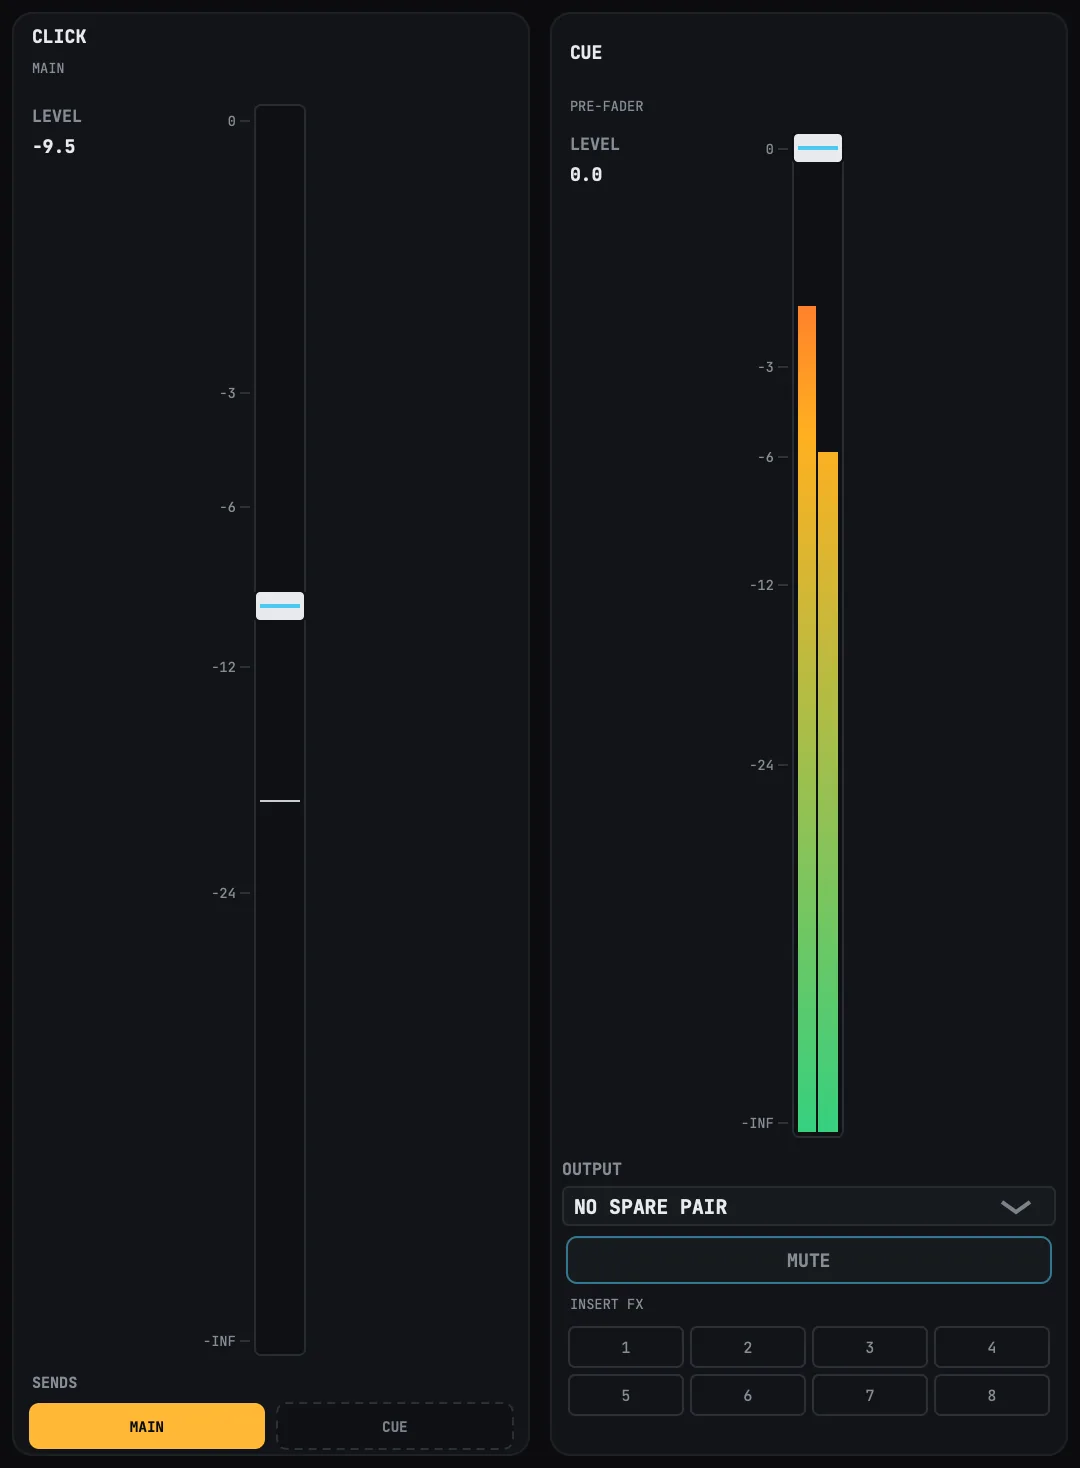 CLICK
MAIN
LEVEL
-9.5
0
-3
-6
-12
-24
-INF
SENDS
MAIN
CUE
CUE
PRE-FADER
LEVEL
0.0
0
-3
-6
-12
-24
-INF
OUTPUT
NO SPARE PAIR
MUTE
INSERT FX
1 2 3 4
5 6 7 8